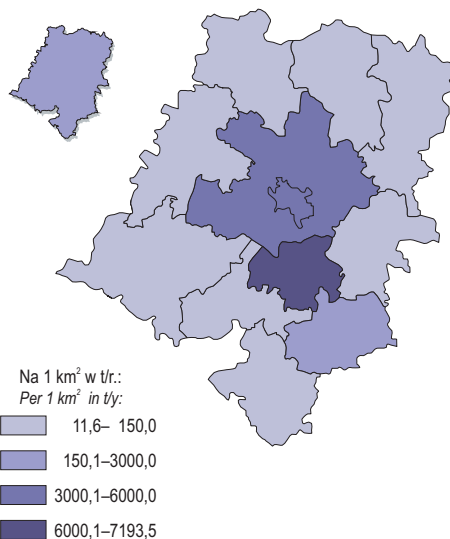 Na 1 km² w t/r.:
Per 1 km² in t/y:
11,6– 150,0
150,1–3000,0
3000,1–6000,0
6000,1–7193,5